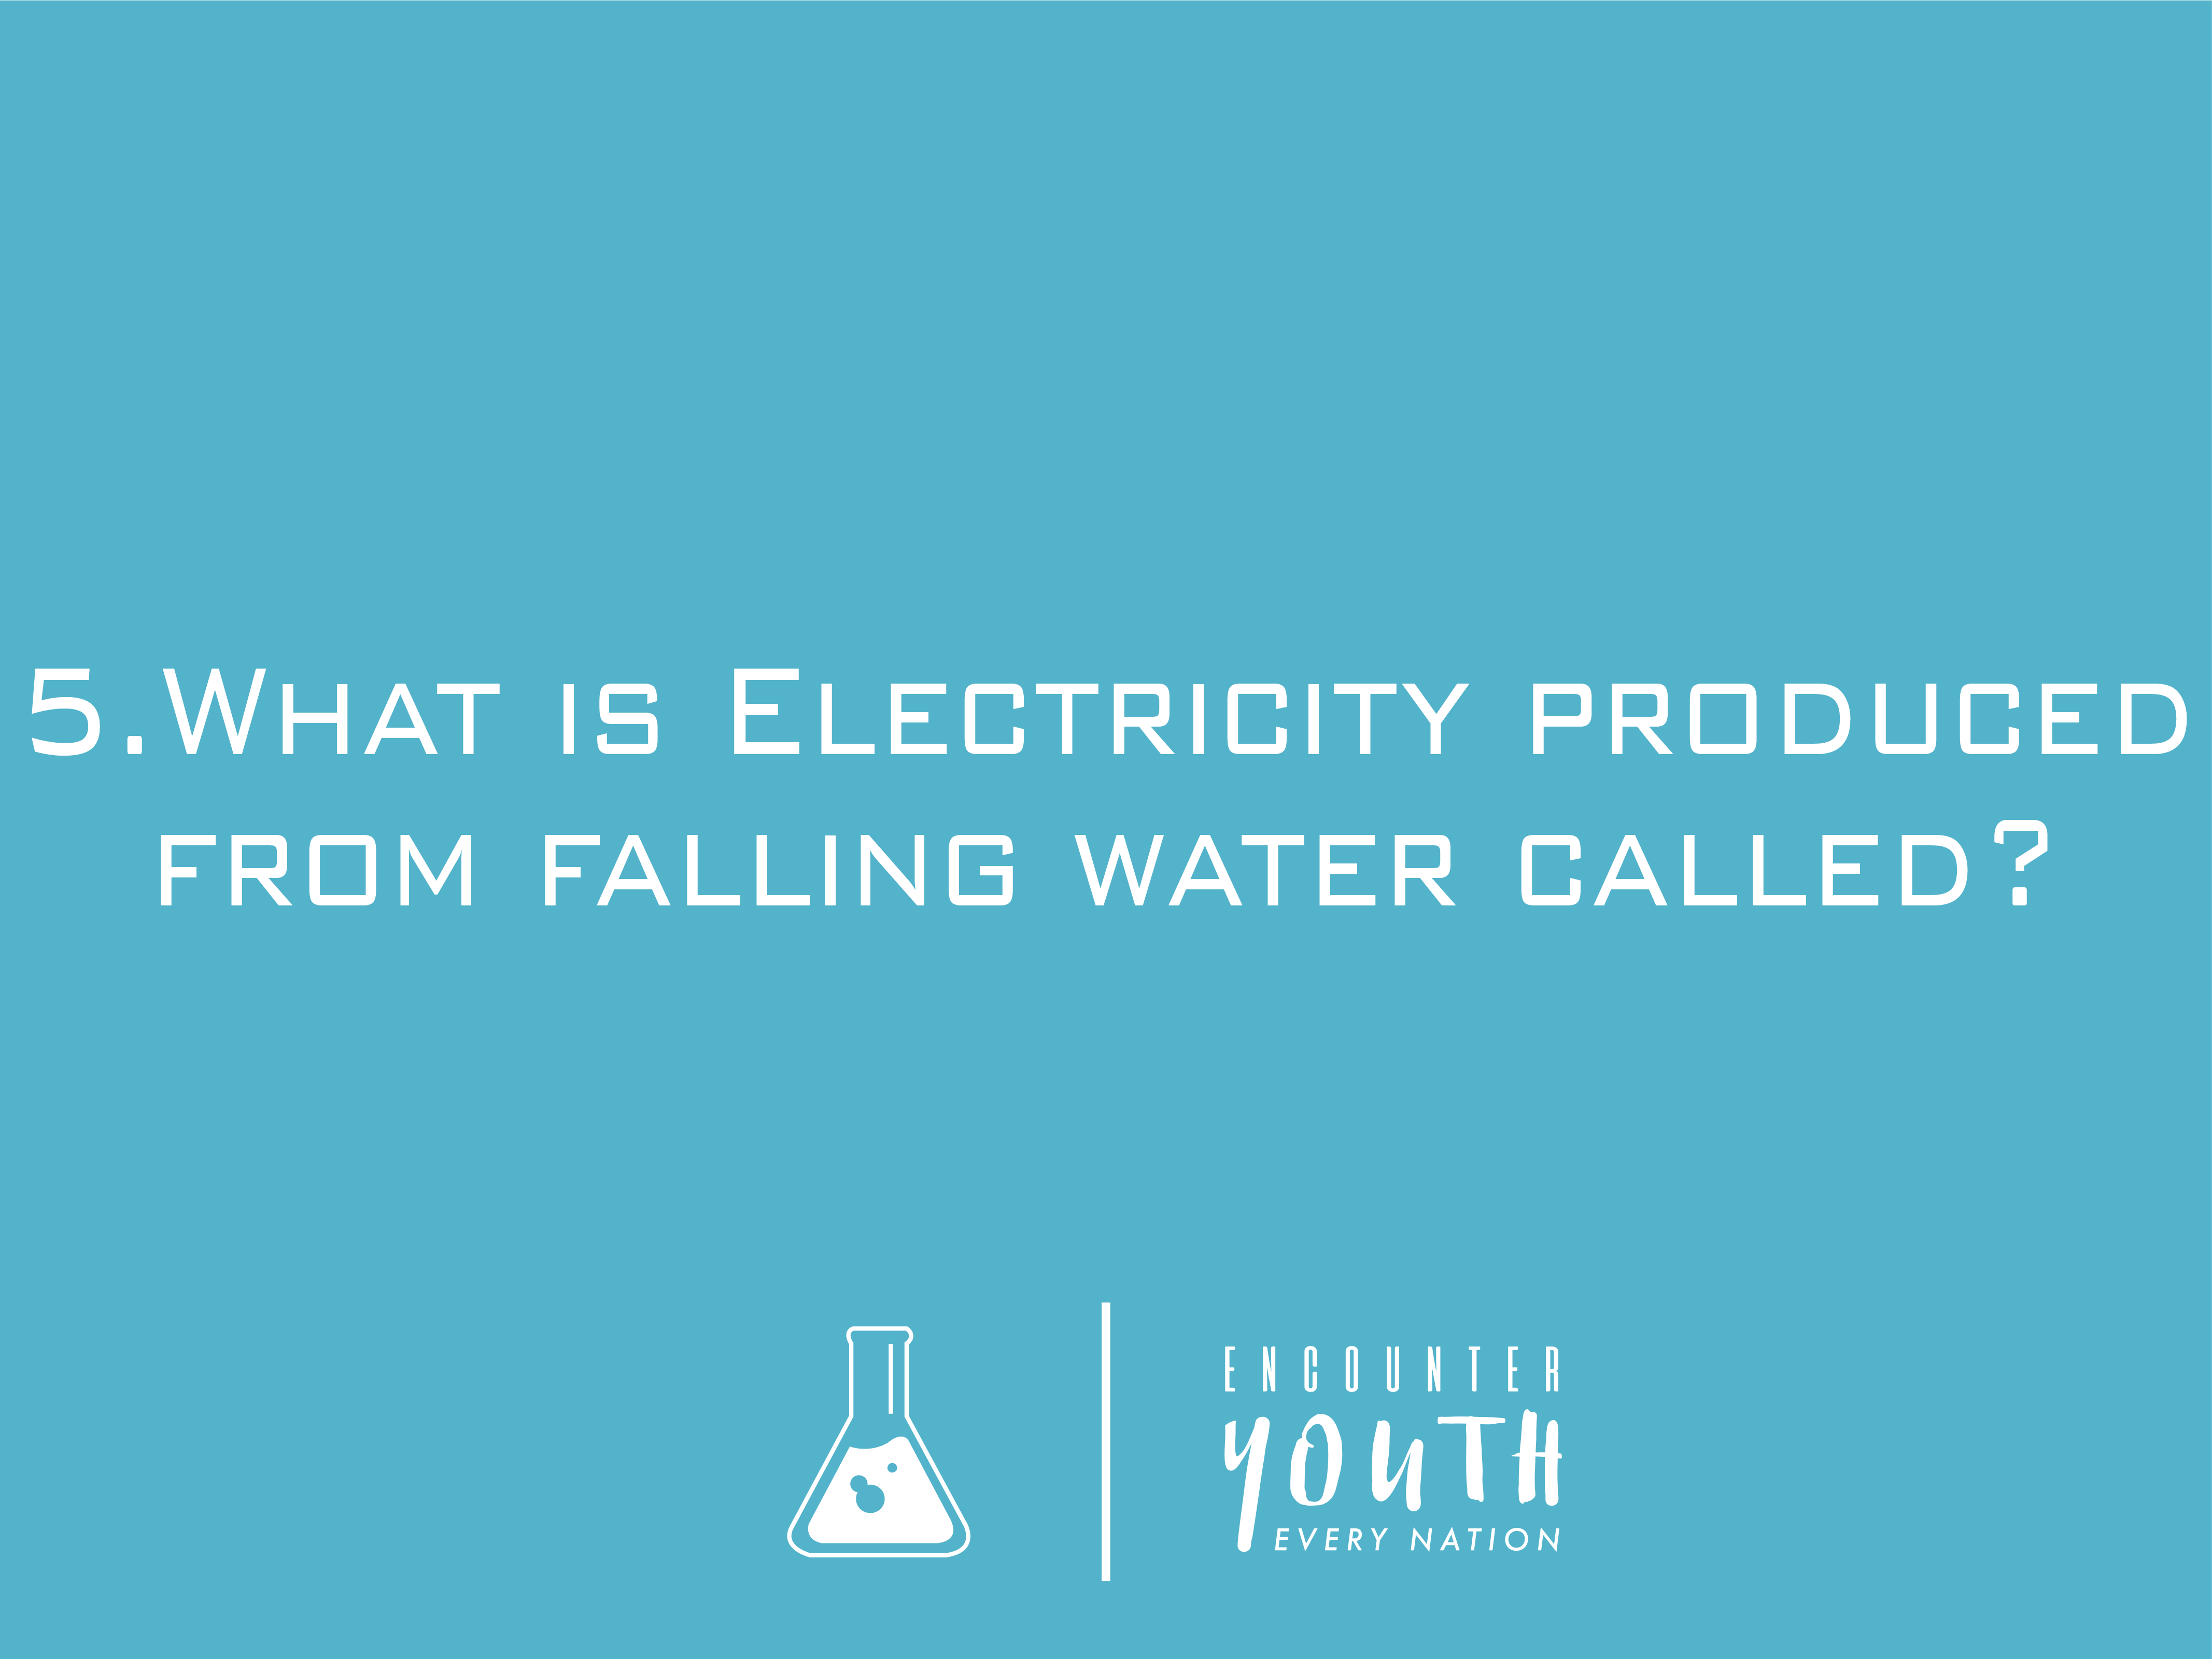 5.What is Electricity produced
from falling water called?
ENCOUNTER
YOUTH
EVERY NATION